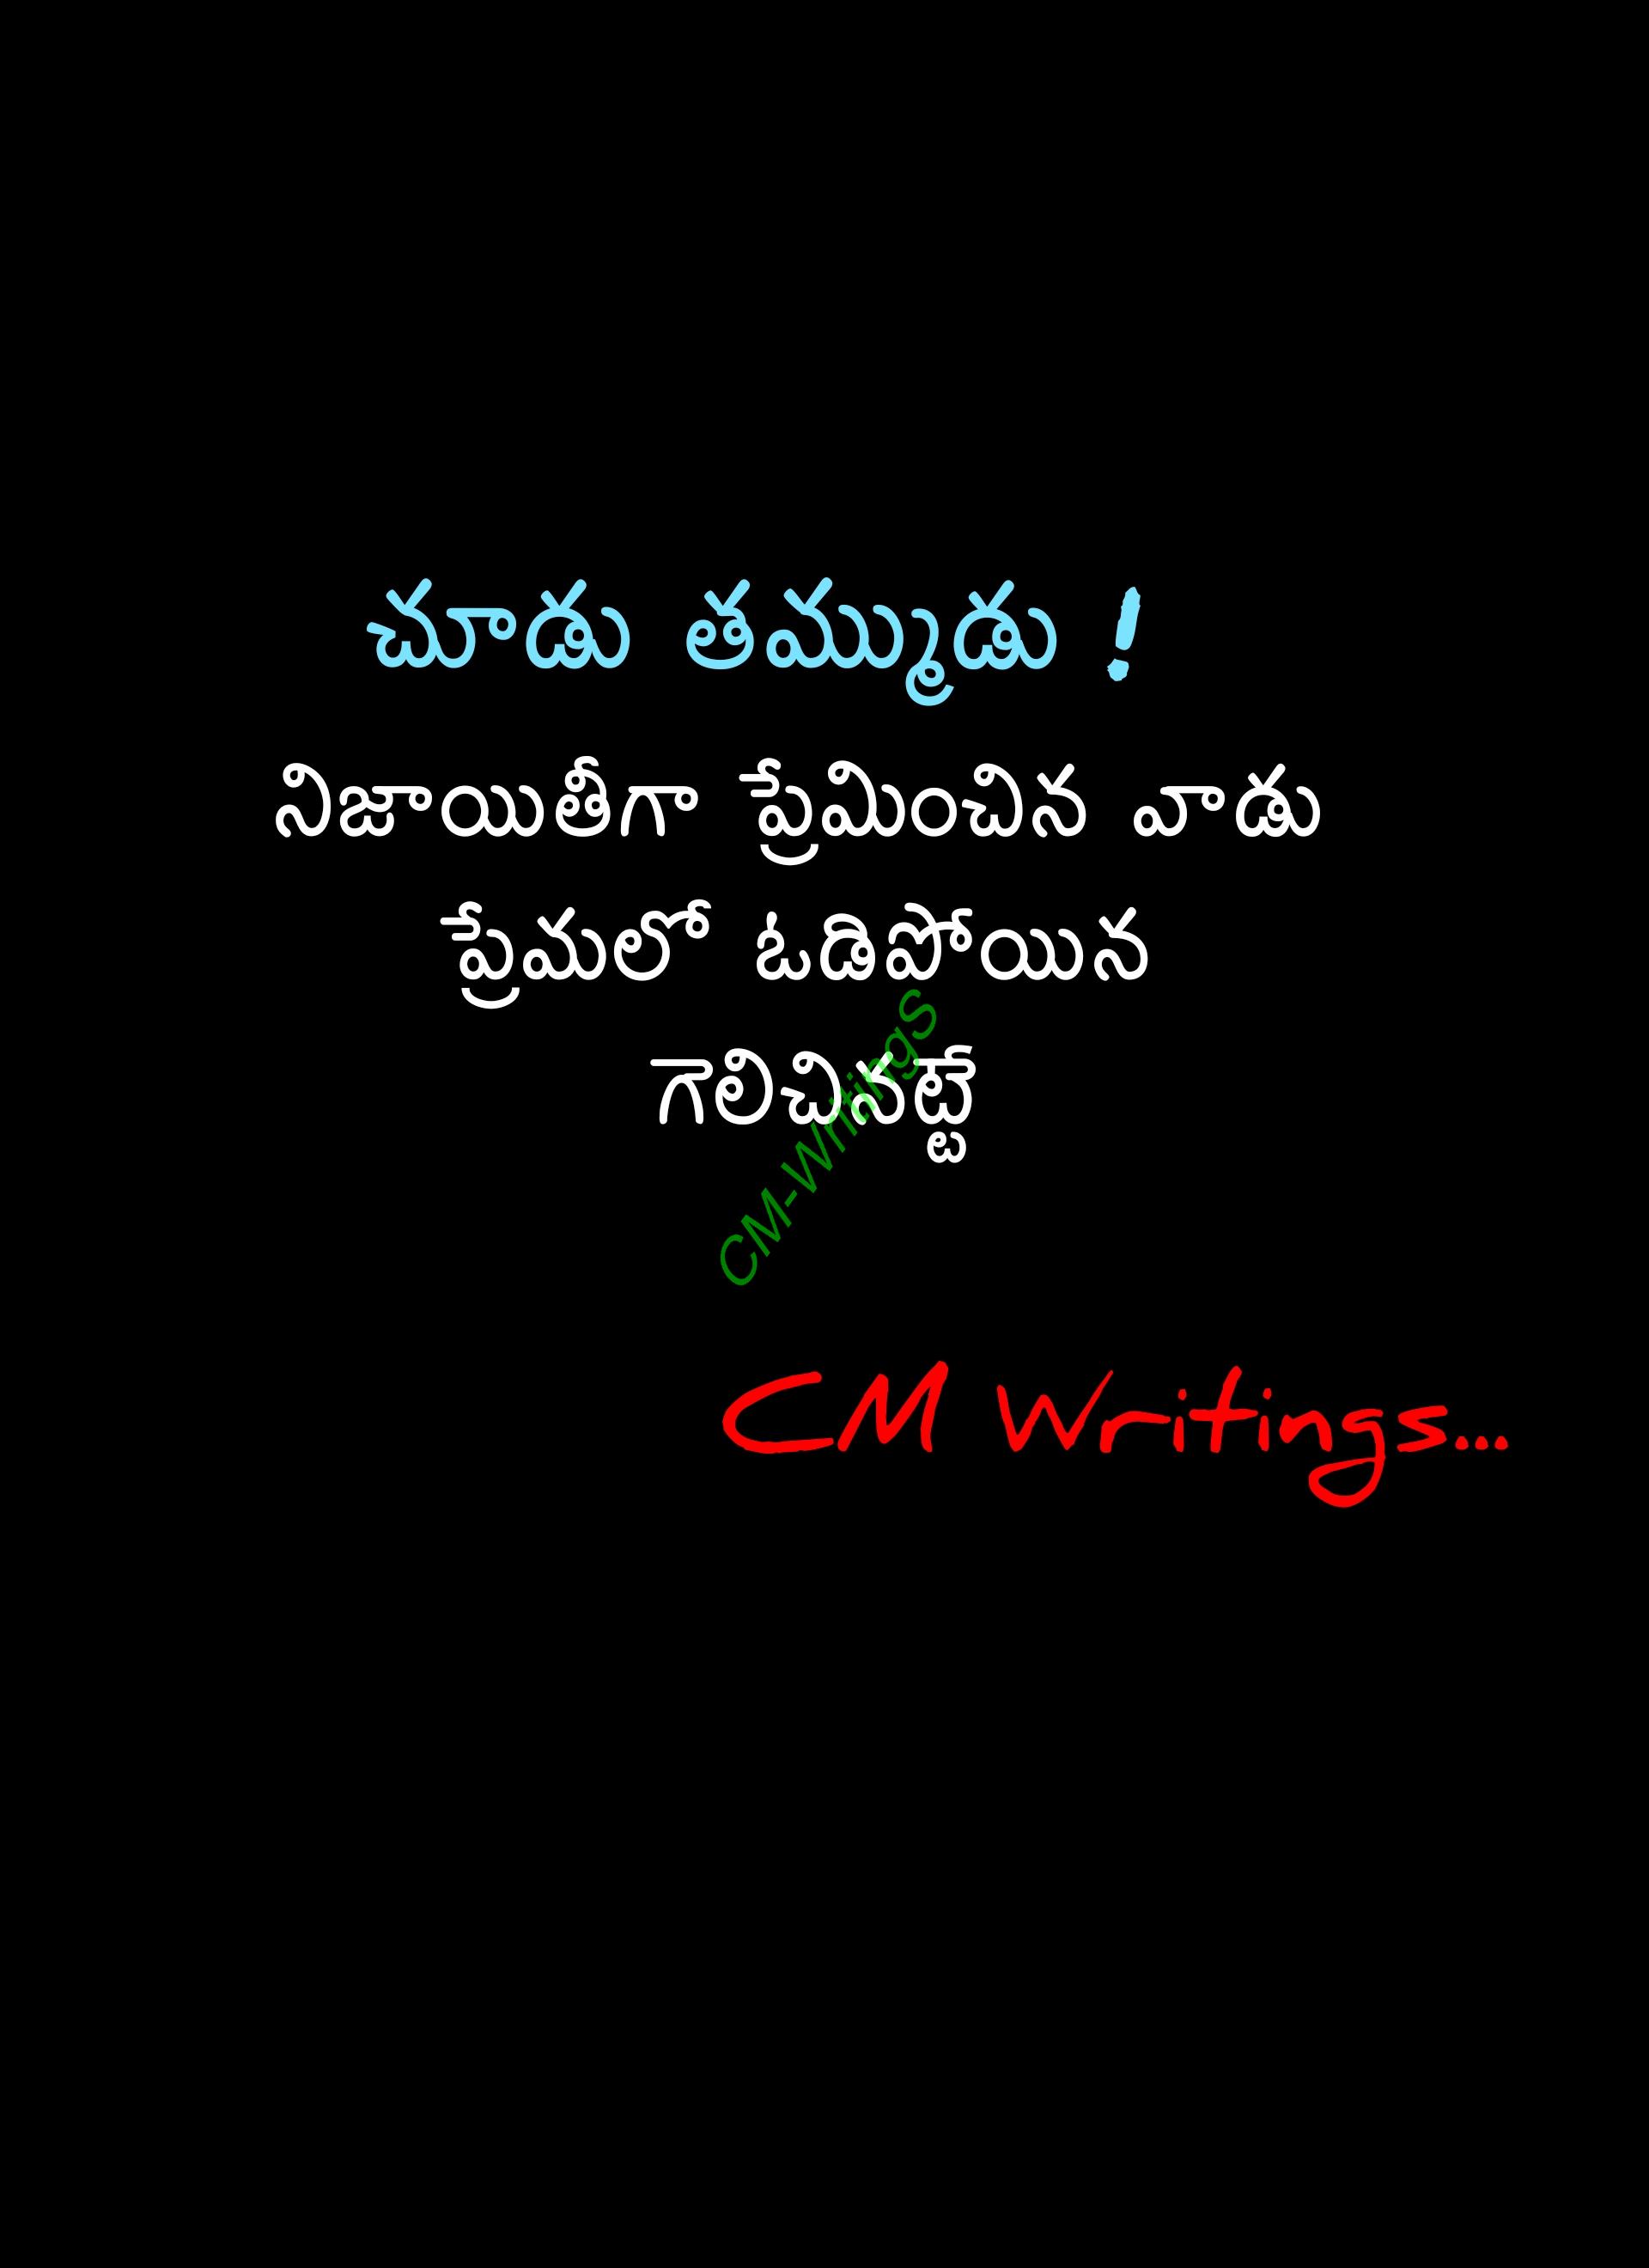 చూడు తమ్ముడు !
నిజాయితీగా ప్రేమించిన వాడు
ప్రేమలో ఓడిపోయిన
గెలిచినట్టే
CM-Writings
CM Writings...